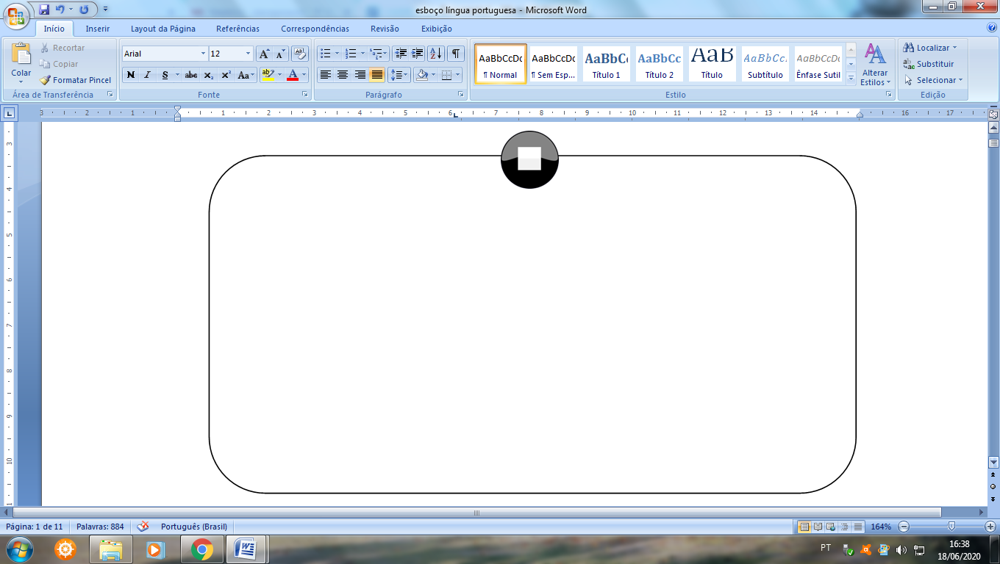 esboço língua portuguesa - Microsoft Word
Início Inserir Layout da Página Referências Correspondências Revisão Exibição
Colar
Recortar
Copiar
Formatar Pincel
Área de Transferência
Arial 12
N I S abc x₂ x² Aa
Fonte
Parágrafo
AaBbCcDc AaBbCcDc AaBbC AaBbCc AaB AaBbCc. AaBbCcDc
¶ Normal ¶ Sem Esp... Título 1 Título 2 Título Subtítulo Ênfase Sutil
Alterar Estilos
Estilo
Localizar
Substituir
Selecionar
Edição
3 2 1 1 2 3 4 5 6 7 8 9 10 11 12 13 14 16 17
3
4
5
6
7
8
9
10
Página: 1 de 11 Palavras: 884 Português (Brasil) 164%
PT 16:38
18/06/2020